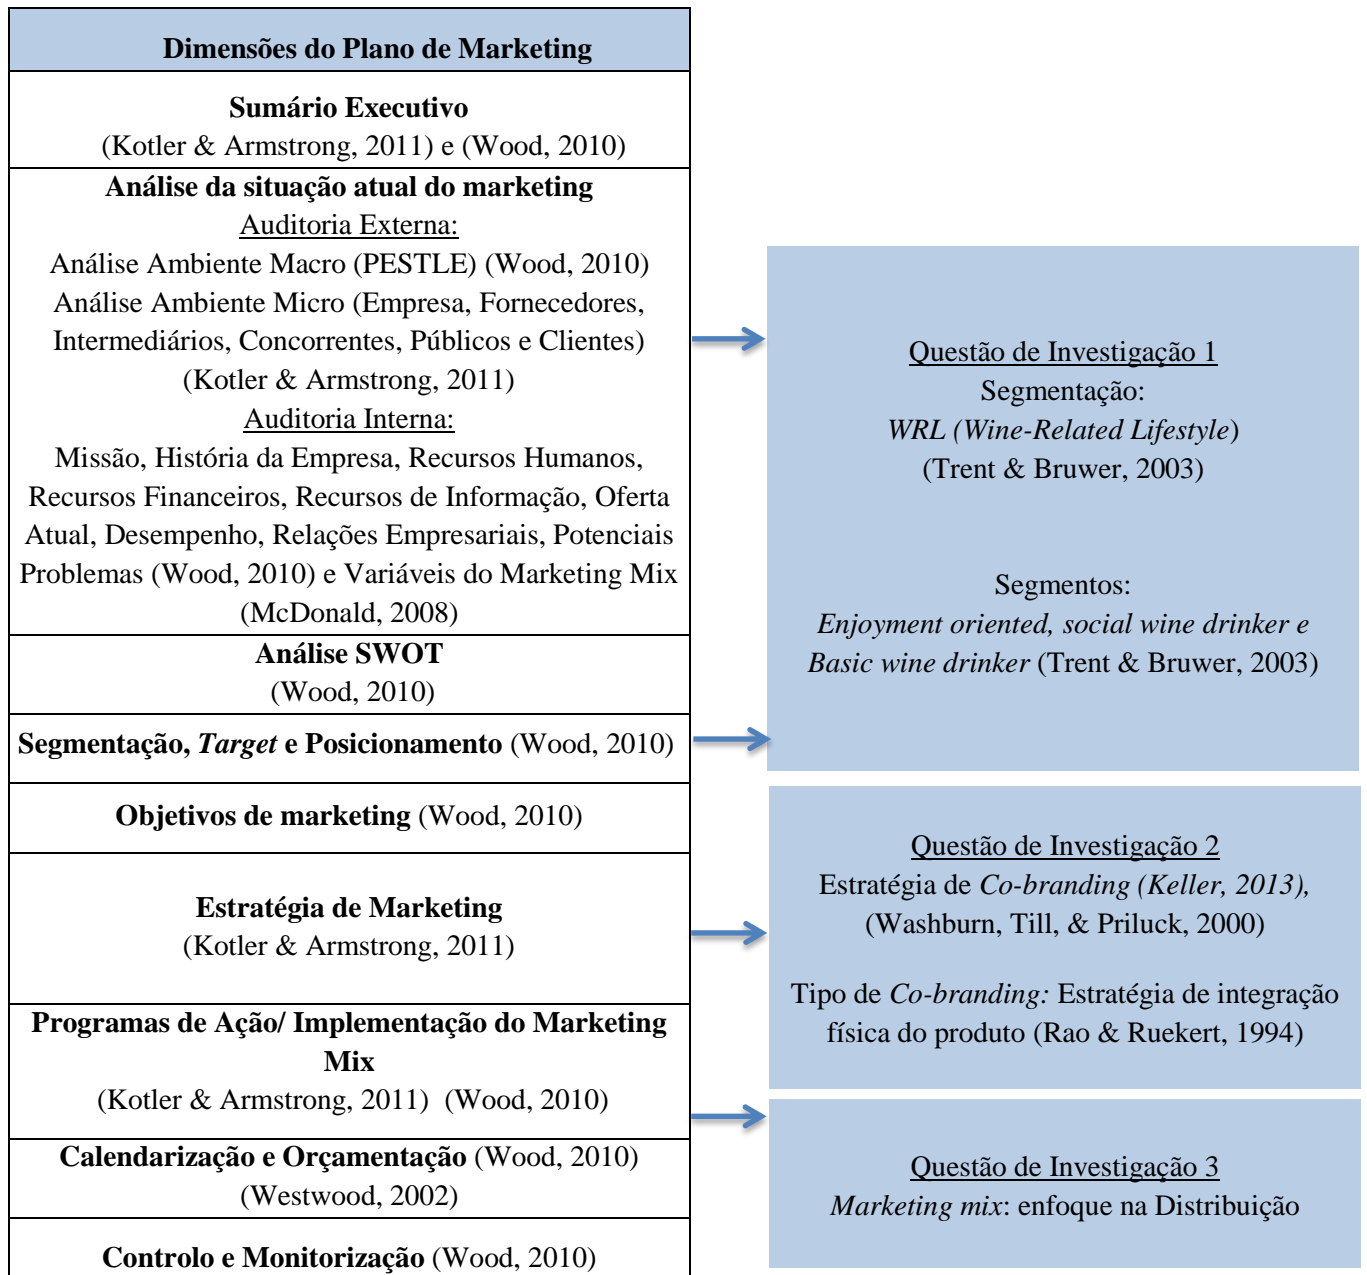 Dimensões do Plano de Marketing
Sumário Executivo
(Kotler & Armstrong, 2011) e (Wood, 2010)
Análise da situação atual do marketing
Auditoria Externa:
Análise Ambiente Macro (PESTLE) (Wood, 2010)
Análise Ambiente Micro (Empresa, Fornecedores,
Intermediários, Concorrentes, Públicos e Clientes)
(Kotler & Armstrong, 2011)
Auditoria Interna:
Missão, História da Empresa, Recursos Humanos,
Recursos Financeiros, Recursos de Informação, Oferta
Atual, Desempenho, Relações Empresariais, Potenciais
Problemas (Wood, 2010) e Variáveis do Marketing Mix
(McDonald, 2008)
Análise SWOT
(Wood, 2010)
Segmentação, Target e Posicionamento (Wood, 2010)
Objetivos de marketing (Wood, 2010)
Estratégia de Marketing
(Kotler & Armstrong, 2011)
Programas de Ação/ Implementação do Marketing
Mix
(Kotler & Armstrong, 2011) (Wood, 2010)
Calendarização e Orçamentação (Wood, 2010)
(Westwood, 2002)
Controlo e Monitorização (Wood, 2010)
Questão de Investigação 1
Segmentação:
WRL (Wine-Related Lifestyle)
(Trent & Bruwer, 2003)
Segmentos:
Enjoyment oriented, social wine drinker e
Basic wine drinker (Trent & Bruwer, 2003)
Questão de Investigação 2
Estratégia de Co-branding (Keller, 2013),
(Washburn, Till, & Priluck, 2000)
Tipo de Co-branding: Estratégia de integração
física do produto (Rao & Ruekert, 1994)
Questão de Investigação 3
Marketing mix: enfoque na Distribuição